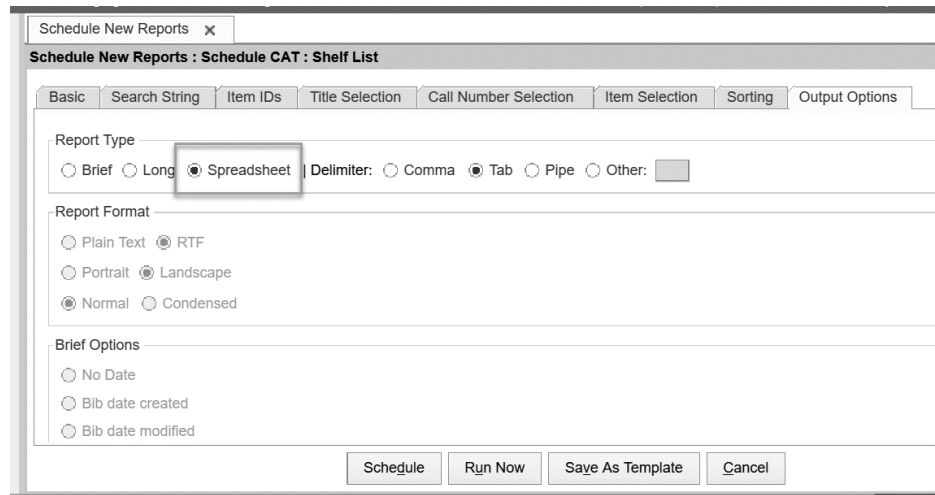 Schedule New Reports x
Schedule New Reports : Schedule CAT : Shelf List
Basic Search String Item IDs Title Selection Call Number Selection Item Selection Sorting Output Options
Report Type
Brief Long Spreadsheet | Delimiter: Comma Tab Pipe Other:
Report Format
Plain Text RTF
Portrait Landscape
Normal Condensed
Brief Options
No Date
Bib date created
Bib date modified
Schedule Run Now Save As Template Cancel